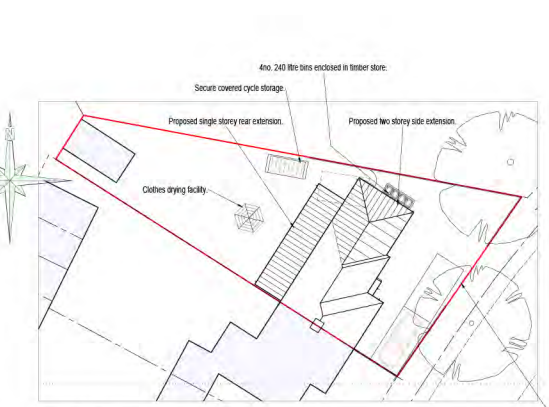 4no. 240 litre bins enclosed in timber store.
Secure covered cycle storage.
Proposed single storey rear extension.
Proposed two storey side extension.
Clothes drying facility.
N